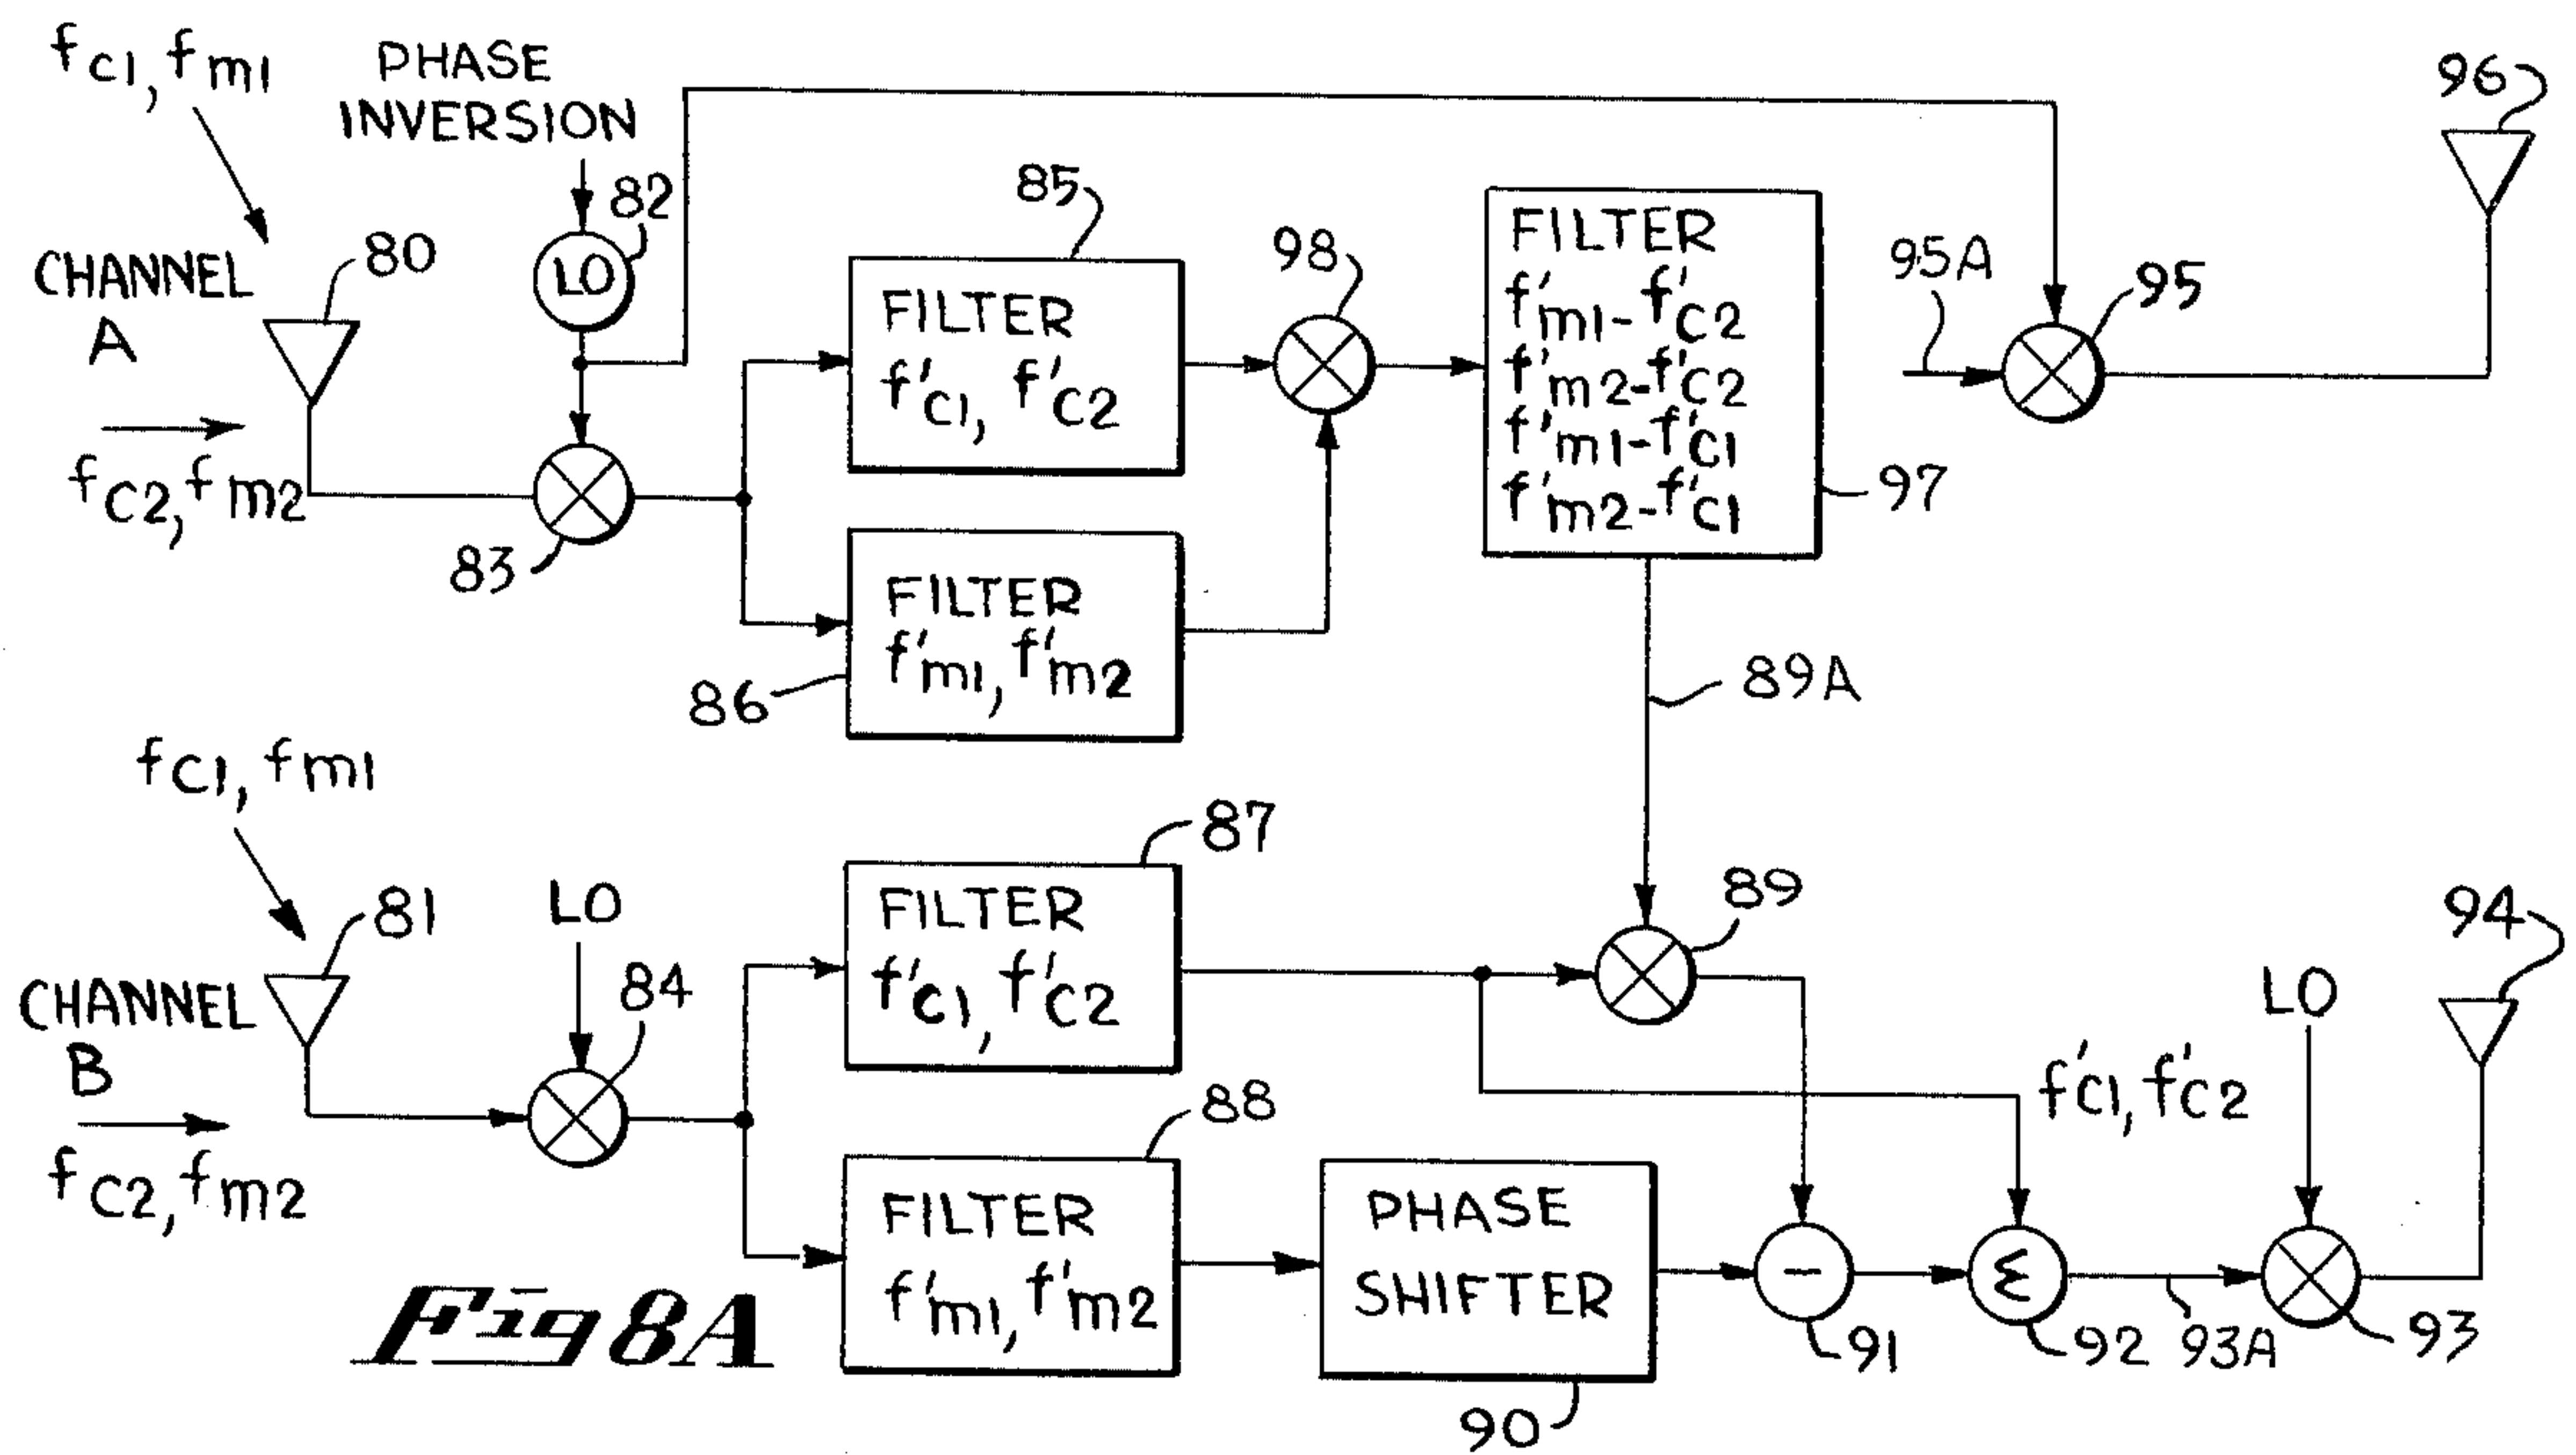 fc1, fm1
PHASE
INVERSION
96
82
LO
85
98
95A
95
CHANNEL
A
80
FILTER
f'c1, f'c2
FILTER
f'm1-f'c2
f'm2-f'c2
f'm1-f'c1
f'm2-f'c1
97
fc2, fm2
83
FILTER
f'm1, f'm2
86
89A
fc1, fm1
87
81
LO
84
FILTER
f'c1, f'c2
89
94
LO
CHANNEL
B
f'c1, f'c2
88
fc2, fm2
FILTER
f'm1, f'm2
PHASE
SHIFTER
−
Σ
91
92
93A
93
90
Fig 8A